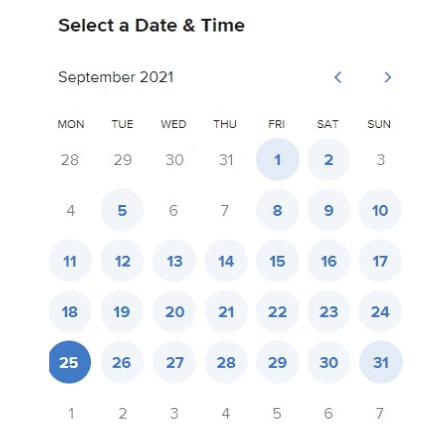 Select a Date & Time
September 2021
MON TUE WED THU FRI SAT SUN
28 29 30 31 1 2 3
4 5 6 7 8 9 10
11 12 13 14 15 16 17
18 19 20 21 22 23 24
25 26 27 28 29 30 31
1 2 3 4 5 6 7